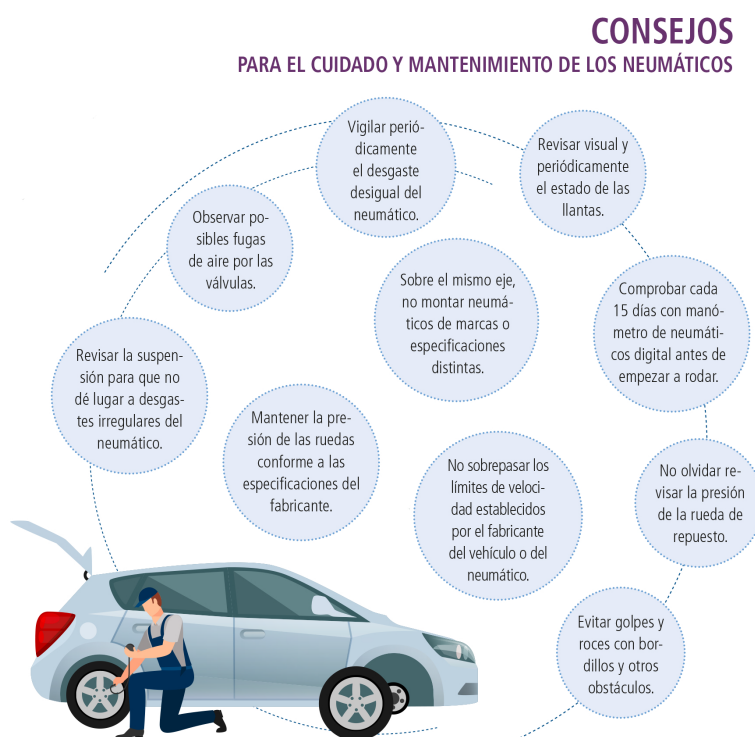 CONSEJOS
PARA EL CUIDADO Y MANTENIMIENTO DE LOS NEUMÁTICOS
Vigilar perió-
dicamente
el desgaste
desigual del
neumático.
Revisar visual y
periódicamente
el estado de las
llantas.
Observar po-
sibles fugas
de aire por las
válvulas.
Sobre el mismo eje,
no montar neumá-
ticos de marcas o
especificaciones
distintas.
Comprobar cada
15 días con manó-
metro de neumáti-
cos digital antes de
empezar a rodar.
Revisar la suspen-
sión para que no
dé lugar a desgas-
tes irregulares del
neumático.
Mantener la pre-
sión de las ruedas
conforme a las
especificaciones del
fabricante.
No sobrepasar los
límites de veloci-
dad establecidos
por el fabricante
del vehículo o del
neumático.
No olvidar re-
visar la presión
de la rueda de
repuesto.
Evitar golpes y
roces con bor-
dillos y otros
obstáculos.